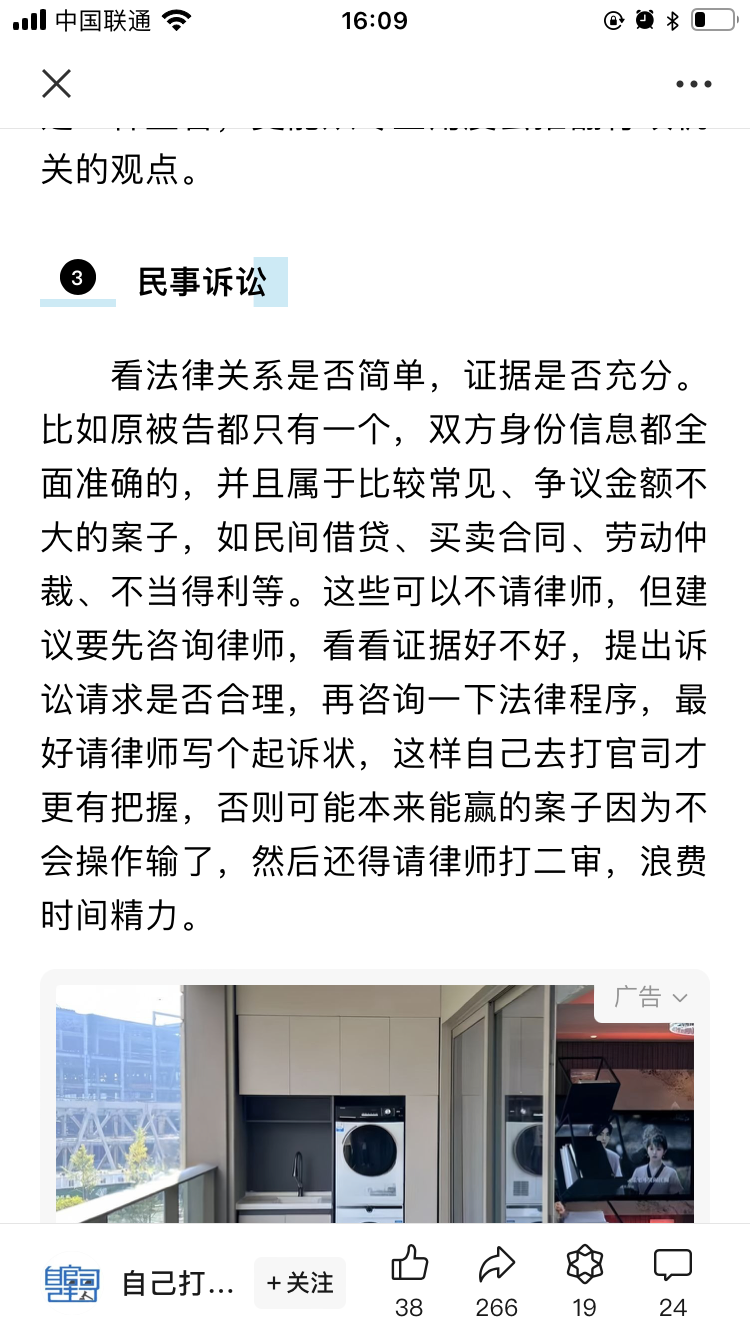 中国联通
16:09
关的观点。
3 民事诉讼
看法律关系是否简单，证据是否充分。
比如原被告都只有一个，双方身份信息都全
面准确的，并且属于比较常见、争议金额不
大的案子，如民间借贷、买卖合同、劳动仲
裁、不当得利等。这些可以不请律师，但建
议要先咨询律师，看看证据好不好，提出诉
讼请求是否合理，再咨询一下法律程序，最
好请律师写个起诉状，这样自己去打官司才
更有把握，否则可能本来能赢的案子因为不
会操作输了，然后还得请律师打二审，浪费
时间精力。
广告
自己打...
+关注
38
266
19
24